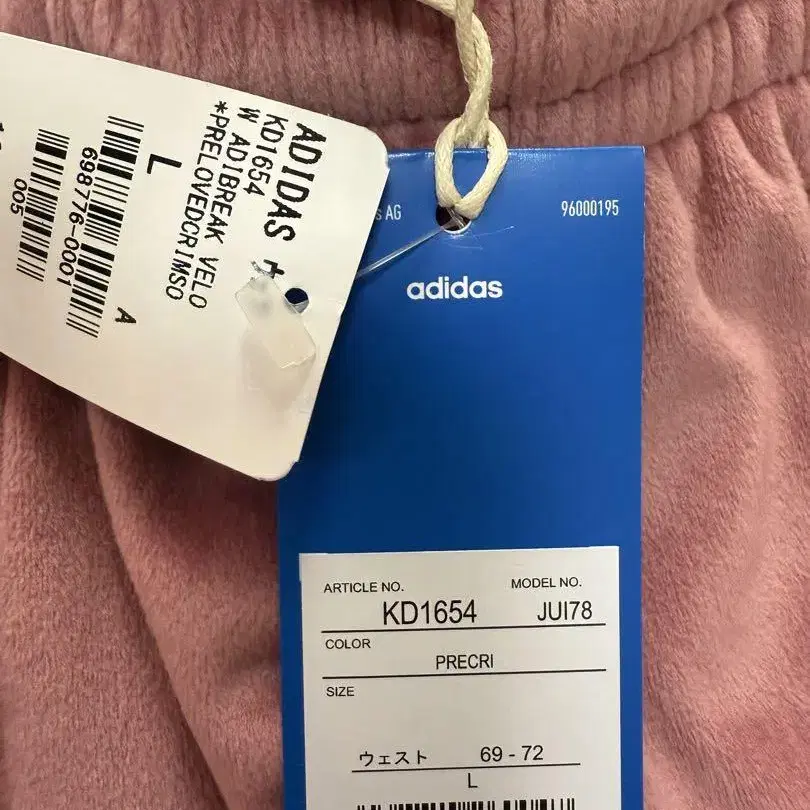 ADIDAS
KD1654
W ADIBREAK VELO
*PRELOVEDCRIMSO
L
A
698776-0001
005
AG
96000195
adidas
ARTICLE NO. MODEL NO.
KD1654 JUI78
COLOR
PRECRI
SIZE
ウェスト 69 - 72
L